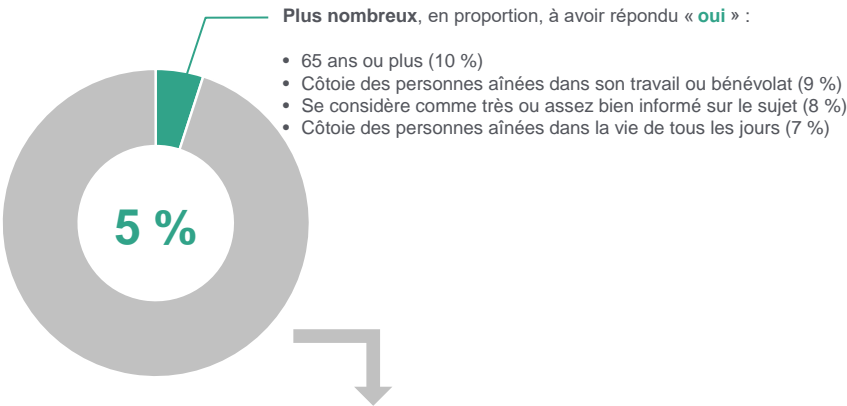 Plus nombreux, en proportion, à avoir répondu « oui » :
• 65 ans ou plus (10 %)
• Côtoie des personnes aînées dans son travail ou bénévolat (9 %)
• Se considère comme très ou assez bien informé sur le sujet (8 %)
• Côtoie des personnes aînées dans la vie de tous les jours (7 %)
5 %